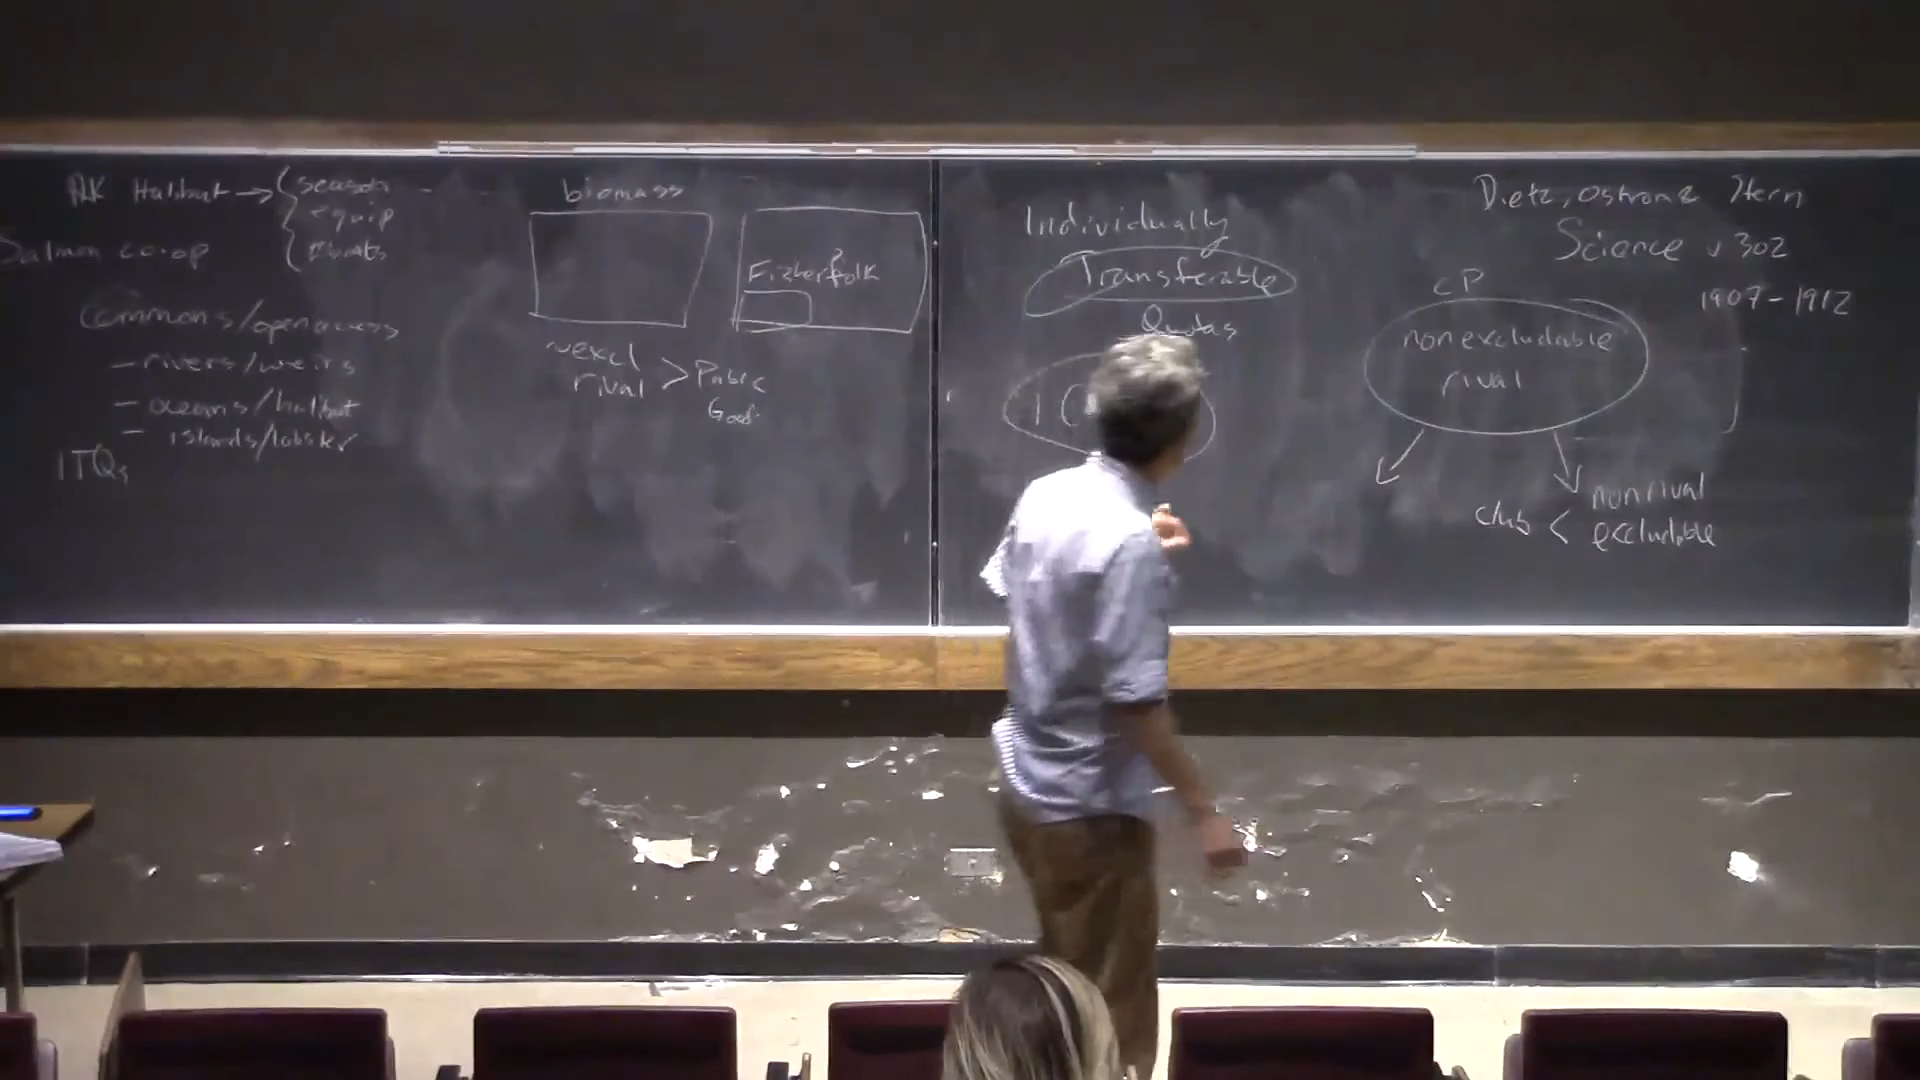 AK Halibut → season
equip
#boats
Salmon co-op
Commons/open access
- rivers/weirs
- oceans/halibut
- islands/lobster
ITQs
biomass
Fisherfolk
rival > Public
Good
Individually
Transferable
Quotas
I
Dietz, Ostrom & Stern
Science v 302
1907-1912
CP
nonexcludable
rival
club < nonrival
excludable